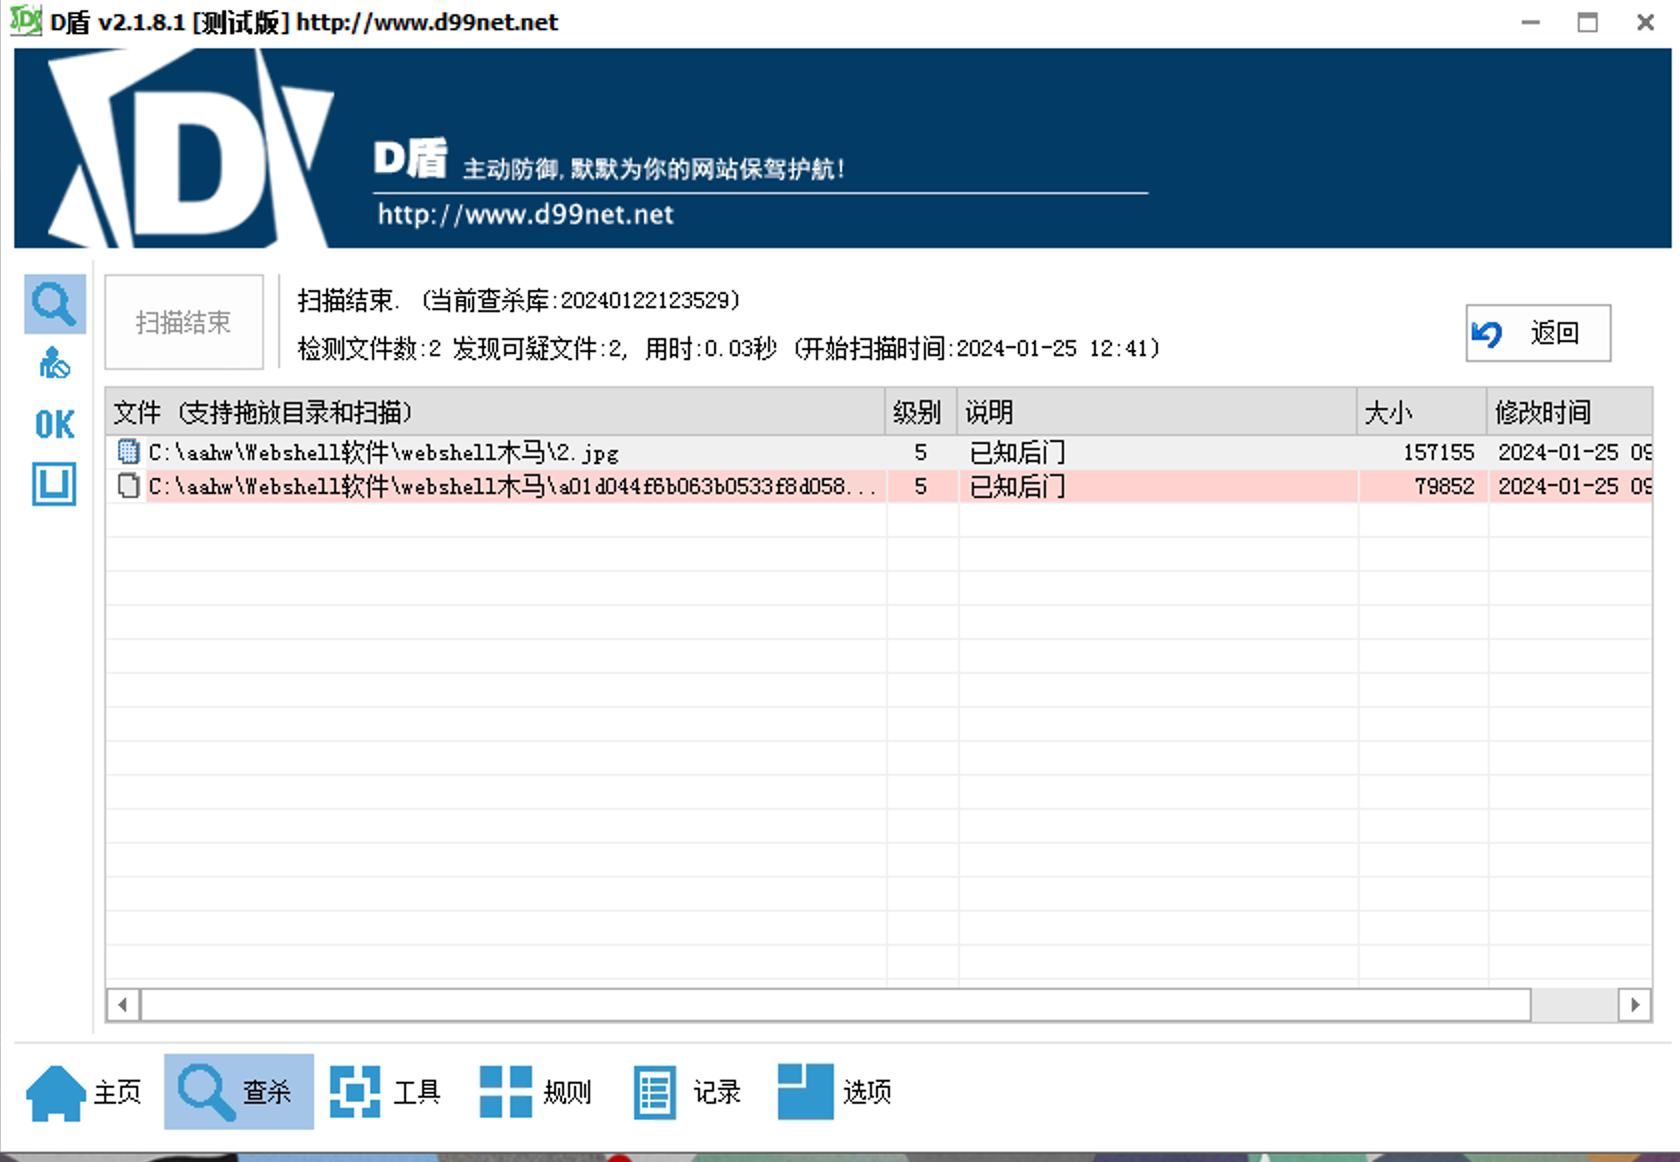 D盾 v2.1.8.1 [测试版] http://www.d99net.net
D盾 主动防御,默默为你的网站保驾护航!
http://www.d99net.net
扫描结束
扫描结束. (当前查杀库:20240122123529)
检测文件数:2 发现可疑文件:2, 用时:0.03秒 (开始扫描时间:2024-01-25 12:41)
返回
OK
文件 (支持拖放目录和扫描) 级别 说明 大小 修改时间
C:\aahw\Webshell软件\webshell木马\2.jpg 5 已知后门 157155 2024-01-25 09
C:\aahw\Webshell软件\webshell木马\a01d044f6b063b0533f8d058... 5 已知后门 79852 2024-01-25 09
主页 查杀 工具 规则 记录 选项